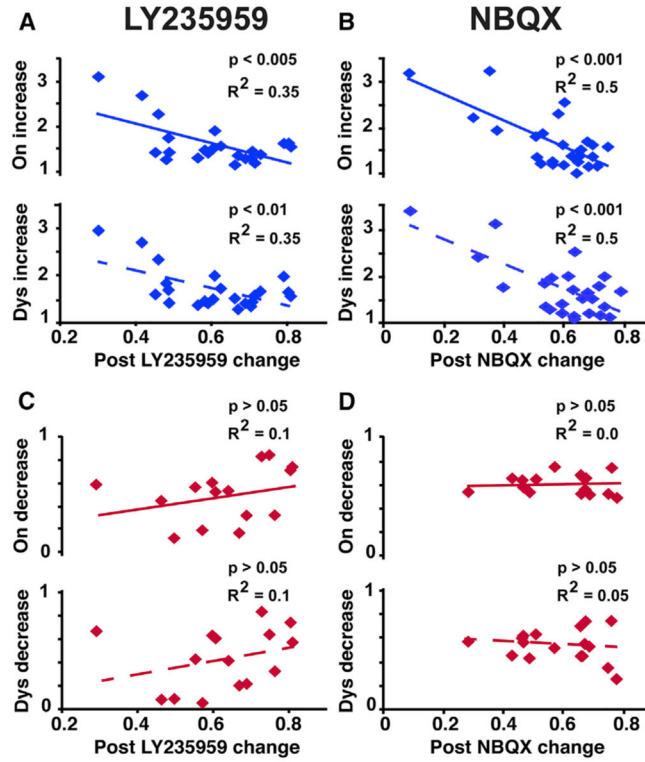 A LY235959 B NBQX
p < 0.005
R2 = 0.35
On increase
3
2
1
p < 0.001
R2 = 0.5
On increase
3
2
1
p < 0.01
R2 = 0.35
Dys increase
3
2
1
0.2 0.4 0.6 0.8
Post LY235959 change
p < 0.001
R2 = 0.5
Dys increase
3
2
1
0 0.2 0.4 0.6 0.8
Post NBQX change
C
p > 0.05
R2 = 0.1
On decrease
1
0
D
p > 0.05
R2 = 0.0
On decrease
1
0
p > 0.05
R2 = 0.1
Dys decrease
1
0
0.2 0.4 0.6 0.8
Post LY235959 change
p > 0.05
R2 = 0.05
Dys decrease
1
0
0.2 0.4 0.6 0.8
Post NBQX change